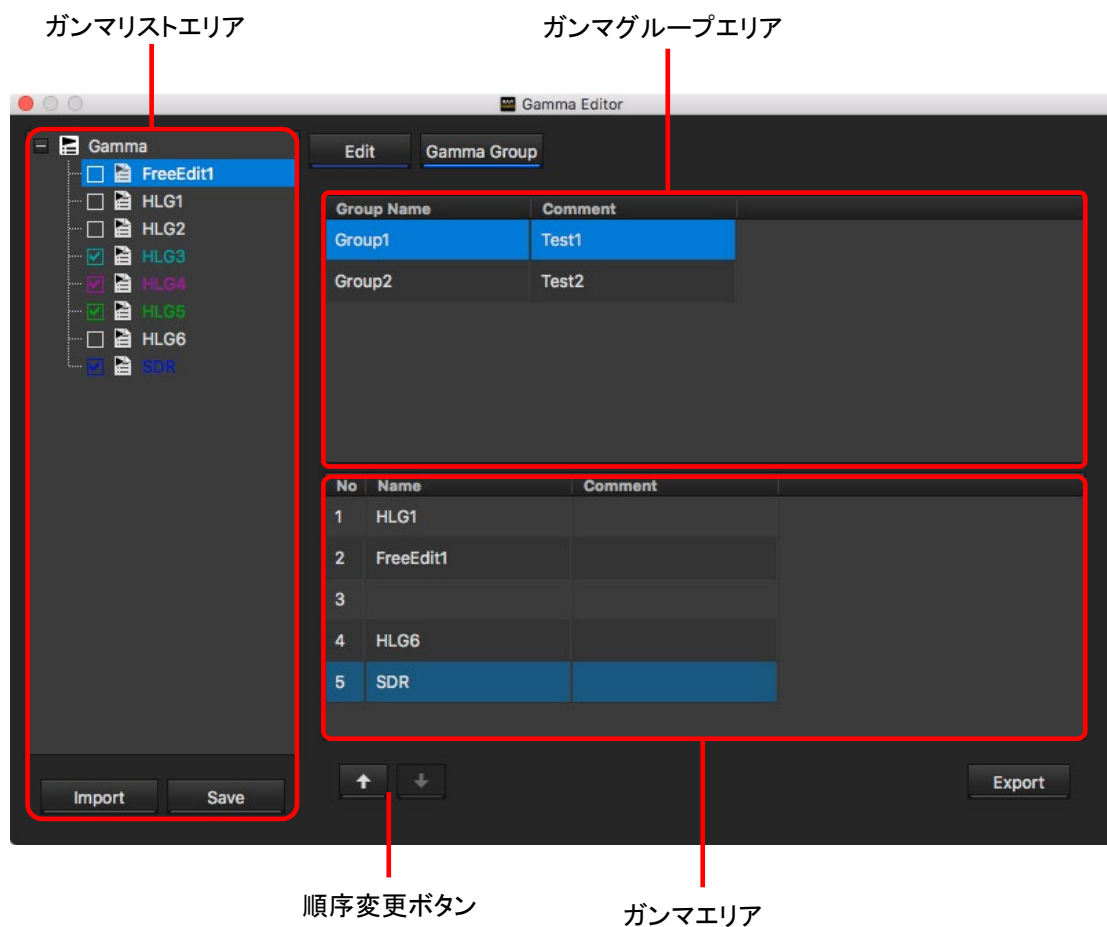 ガンマリストエリア
ガンマグループエリア
Gamma Editor
Gamma
FreeEdit1
HLG1
HLG2
HLG3
HLG4
HLG5
HLG6
SDR
Import Save
Edit Gamma Group
Group Name Comment
Group1 Test1
Group2 Test2
No Name Comment
1 HLG1
2 FreeEdit1
3
4 HLG6
5 SDR
Export
順序変更ボタン
ガンマエリア